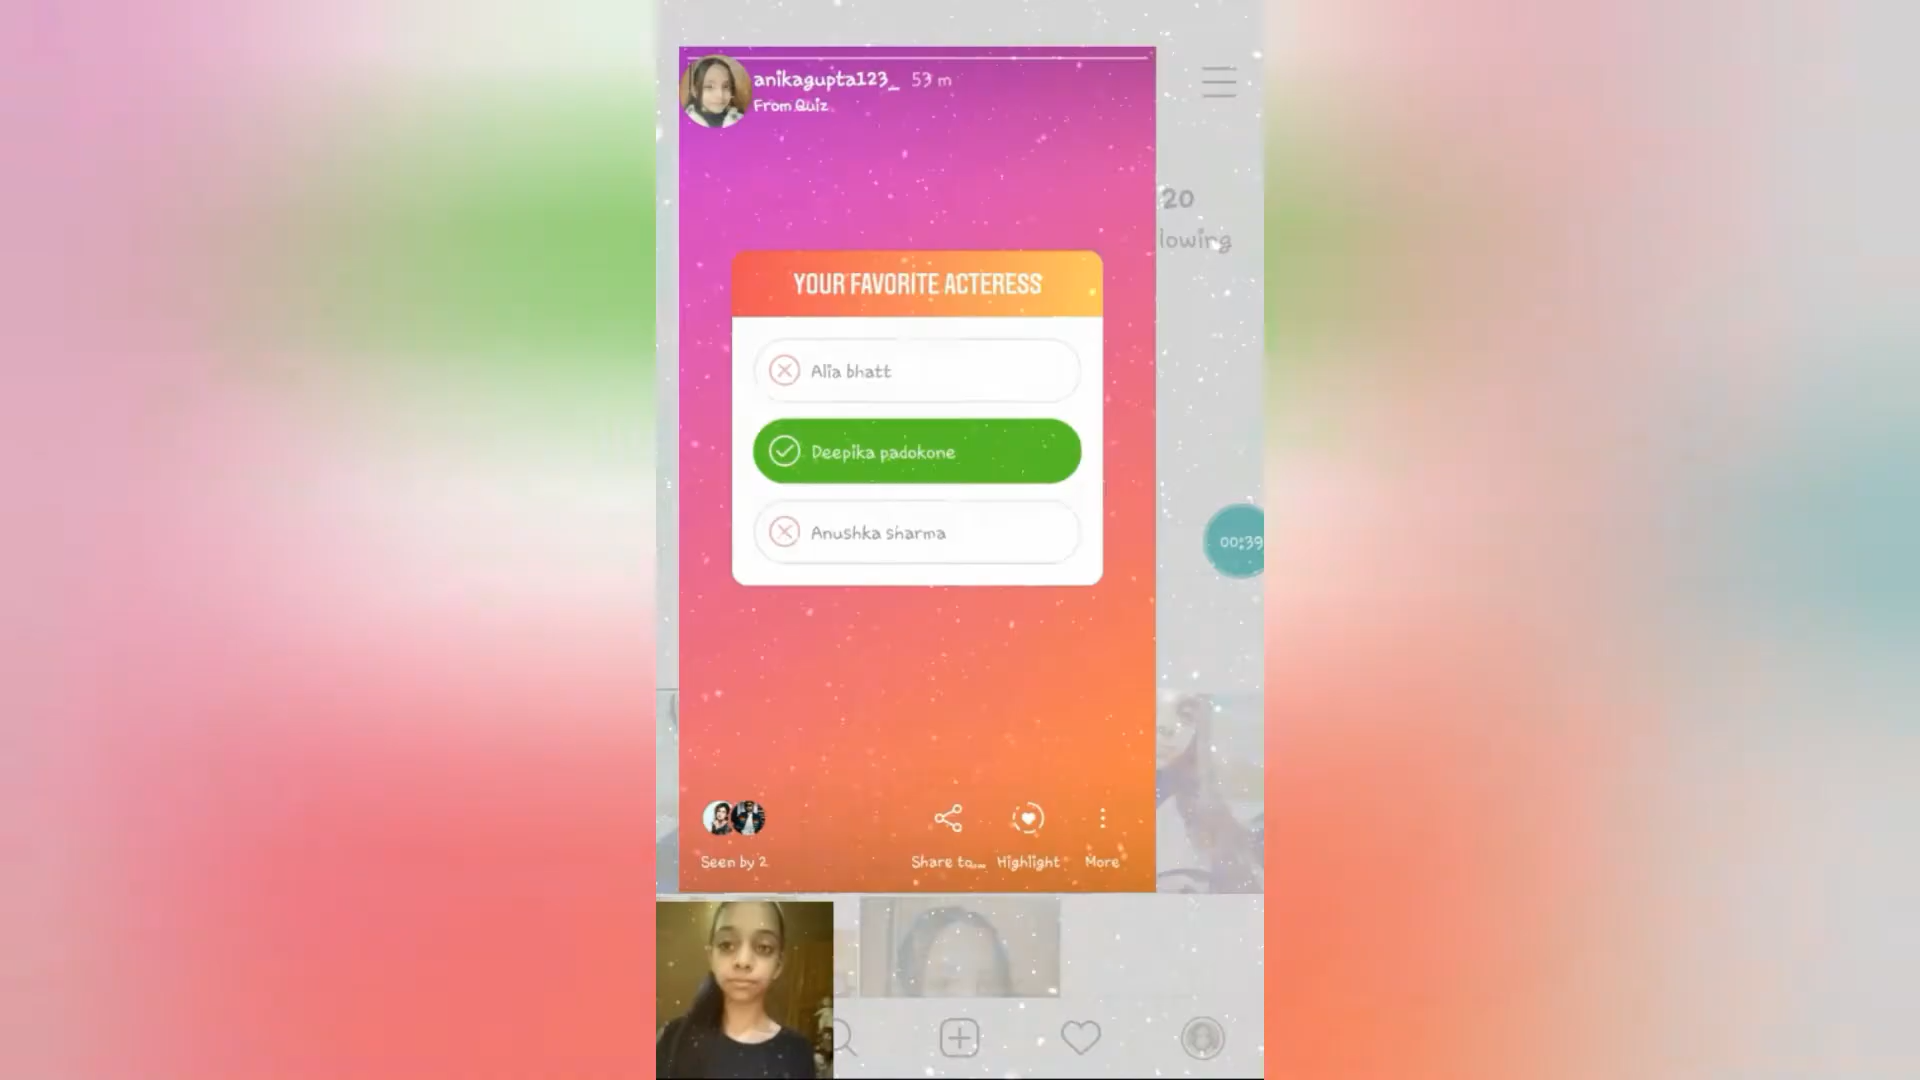 anikagupta123_ 53 m
From Quiz
20
lowing
YOUR FAVORITE ACTERESS
Alia bhatt
Deepika padokone
00:39
Anushka sharma
Seen by 2
Share to...
Highlight
More